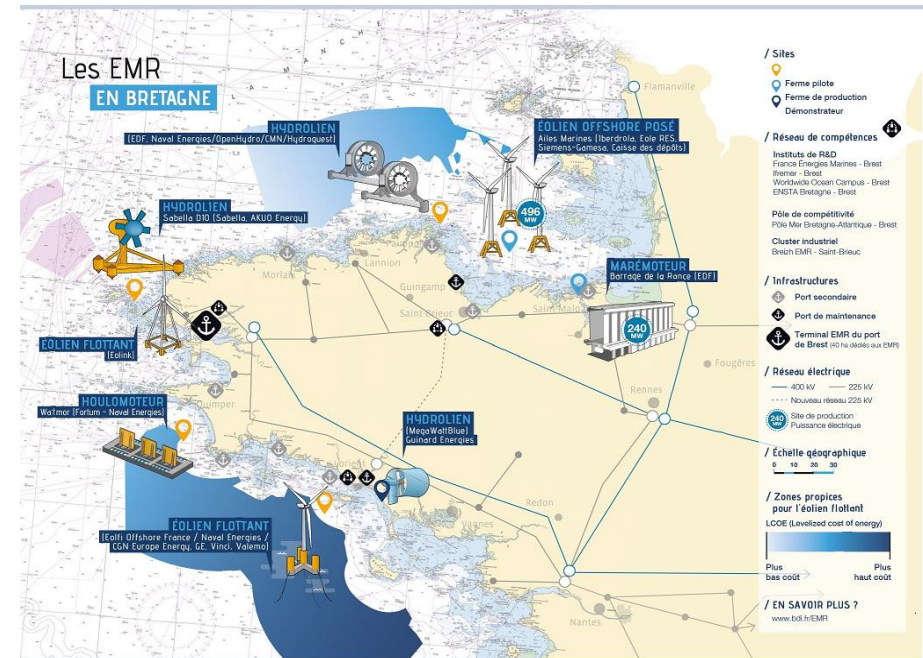 Les EMR
EN BRETAGNE
LA MANCHE
HYDROLIEN
(EDF, Naval Energies/OpenHydro/CMN/Hydroquest)
ÉOLIEN OFFSHORE POSÉ
Ailes Marines (Iberdrola, Eole RES,
Siemens-Gamesa, Caisse des dépôts)
496
MW
HYDROLIEN
Sabella D10 (Sabella, AKUO Energy)
MARÉMOTEUR
Barrage de la Rance (EDF)
240
MW
ÉOLIEN FLOTTANT
(Eolink)
HOULOMOTEUR
Wattmor (Fortum - Naval Energies)
HYDROLIEN
(MegaWattBlue)
Guinard Energies
ÉOLIEN FLOTTANT
(Eolfi Offshore France / Naval Energies /
CGN Europe Energy, GE, Vinci, Valemo)
Flamanville
Lannion
Morlaix
Guingamp
Saint-Brieuc
Saint-Malo
Fougères
Rennes
Quimper
Redon
Vannes
Nantes
/ Sites
Ferme pilote
Ferme de production
Démonstrateur
/ Réseau de compétences
Instituts de R&D
France Énergies Marines - Brest
Ifremer - Brest
Worldwide Ocean Campus - Brest
ENSTA Bretagne - Brest
Pôle de compétitivité
Pôle Mer Bretagne-Atlantique - Brest
Cluster industriel
Breizh EMR - Saint-Brieuc
/ Infrastructures
Port secondaire
Port de maintenance
Terminal EMR du port
de Brest (40 ha dédiés aux EMR)
/ Réseau électrique
400 kV 225 kV
Nouveau réseau 225 kV
240
MW
Site de production
Puissance électrique
/ Échelle géographique
0 10 20 30
/ Zones propices
pour l'éolien flottant
LCOE (Levelized cost of energy)
Plus
bas coût
Plus
haut coût
/ EN SAVOIR PLUS ?
www.bdi.fr/EMR